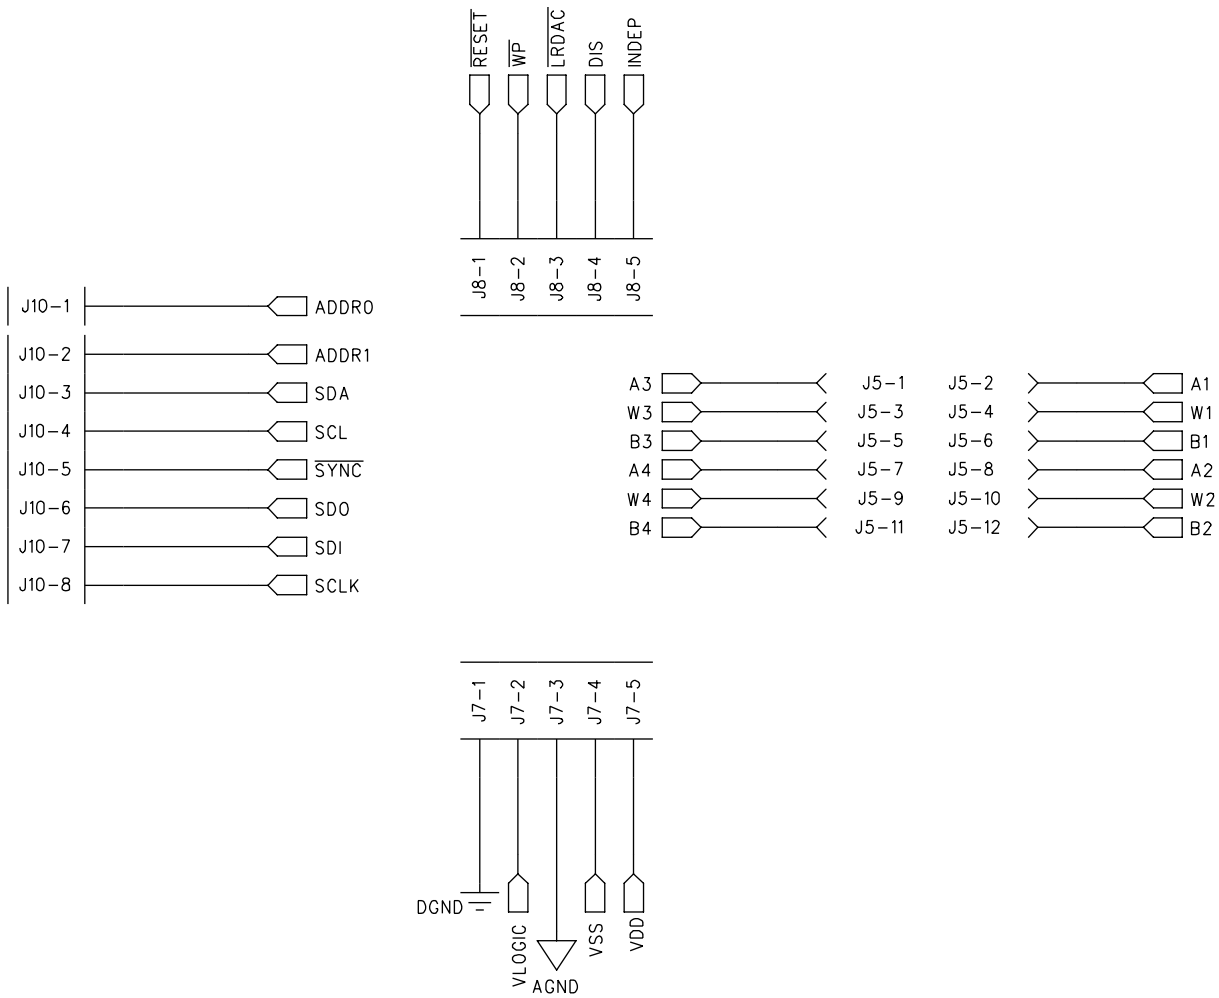 R̅E̅S̅E̅T̅
W̅P̅
L̅R̅D̅A̅C̅
DIS
INDEP
J8-1
J8-2
J8-3
J8-4
J8-5
J10-1 ADDR0
J10-2 ADDR1
J10-3 SDA
J10-4 SCL
J10-5 S̅Y̅N̅C̅
J10-6 SDO
J10-7 SDI
J10-8 SCLK
A3 J5-1 J5-2 A1
W3 J5-3 J5-4 W1
B3 J5-5 J5-6 B1
A4 J5-7 J5-8 A2
W4 J5-9 J5-10 W2
B4 J5-11 J5-12 B2
J7-1
J7-2
J7-3
J7-4
J7-5
DGND
VLOGIC
AGND
VSS
VDD